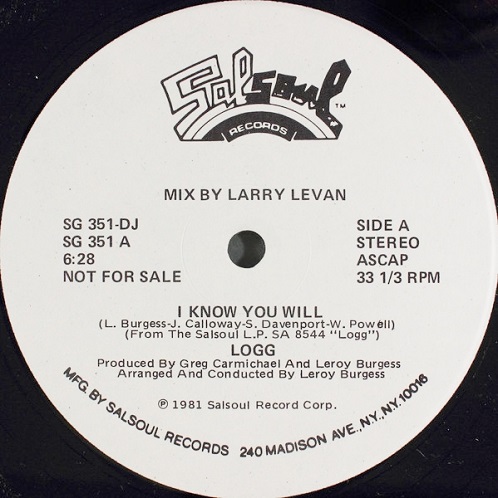 Salsoul™
RECORDS
MIX BY LARRY LEVAN
SG 351-DJ
SG 351 A
6:28
NOT FOR SALE
SIDE A
STEREO
ASCAP
33 1/3 RPM
I KNOW YOU WILL
(L. Burgess-J. Calloway-S. Davenport-W. Powell)
(From The Salsoul L.P. SA 8544 "Logg")
LOGG
Produced By Greg Carmichael And Leroy Burgess
Arranged And Conducted By Leroy Burgess
℗ 1981 Salsoul Record Corp.
MFG. BY SALSOUL RECORDS 240 MADISON AVE., N.Y., N.Y. 10016